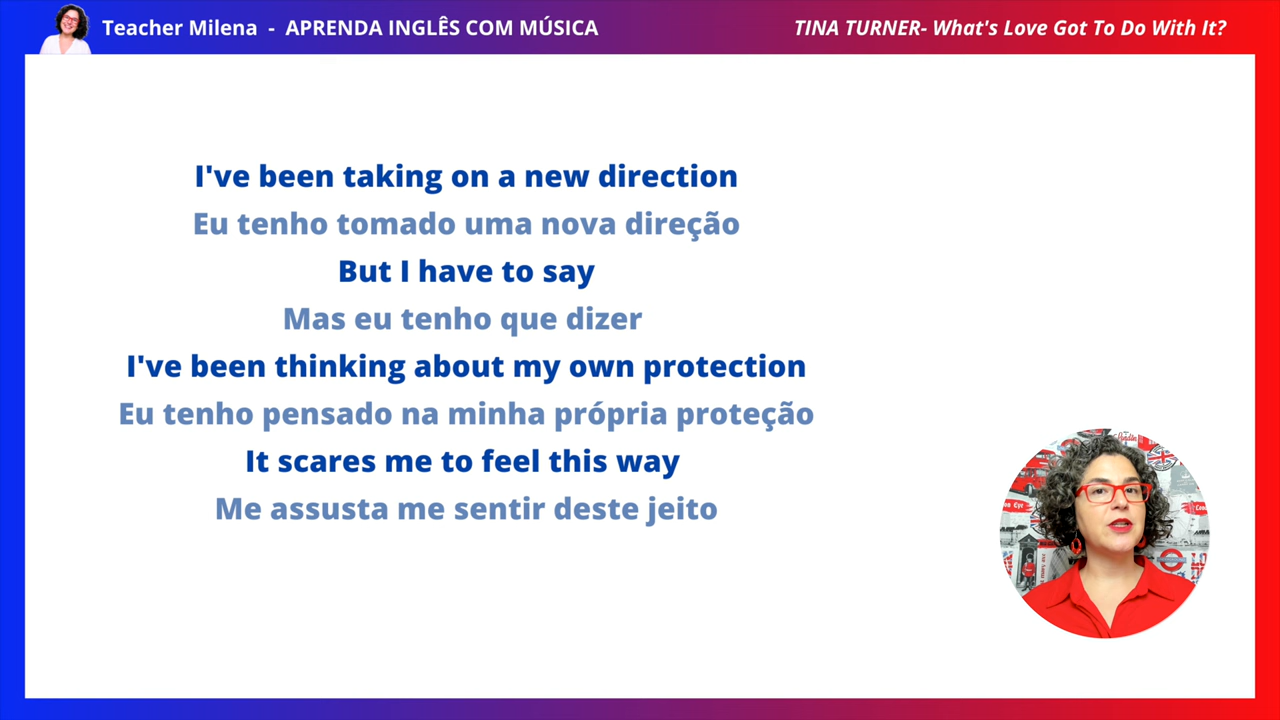 Teacher Milena - APRENDA INGLÊS COM MÚSICA
TINA TURNER- What's Love Got To Do With It?
I've been taking on a new direction
Eu tenho tomado uma nova direção
But I have to say
Mas eu tenho que dizer
I've been thinking about my own protection
Eu tenho pensado na minha própria proteção
It scares me to feel this way
Me assusta me sentir deste jeito